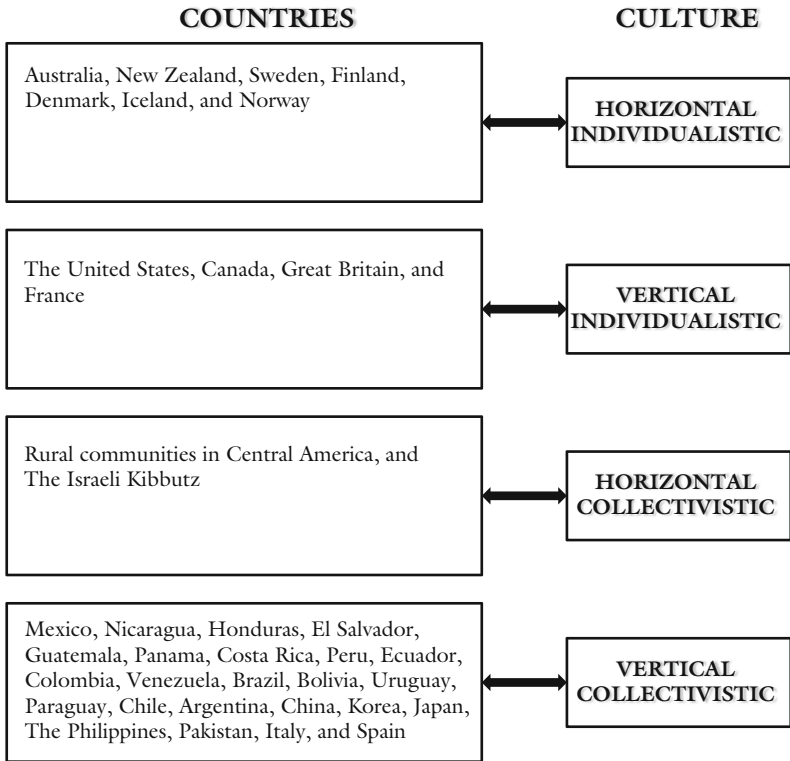 COUNTRIES
CULTURE
Australia, New Zealand, Sweden, Finland,
Denmark, Iceland, and Norway
HORIZONTAL
INDIVIDUALISTIC
The United States, Canada, Great Britain, and
France
VERTICAL
INDIVIDUALISTIC
Rural communities in Central America, and
The Israeli Kibbutz
HORIZONTAL
COLLECTIVISTIC
Mexico, Nicaragua, Honduras, El Salvador,
Guatemala, Panama, Costa Rica, Peru, Ecuador,
Colombia, Venezuela, Brazil, Bolivia, Uruguay,
Paraguay, Chile, Argentina, China, Korea, Japan,
The Philippines, Pakistan, Italy, and Spain
VERTICAL
COLLECTIVISTIC